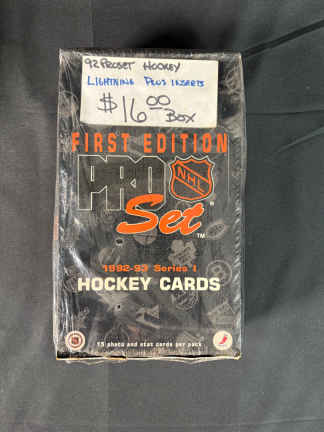 92 PROSET HOCKEY
LIGHTNING PLUS INSERTS
$16.00
BOX
FIRST EDITION
PRO
NHL
Set
TM
1992-93 Series I
HOCKEY CARDS
15 photo and stat cards per pack